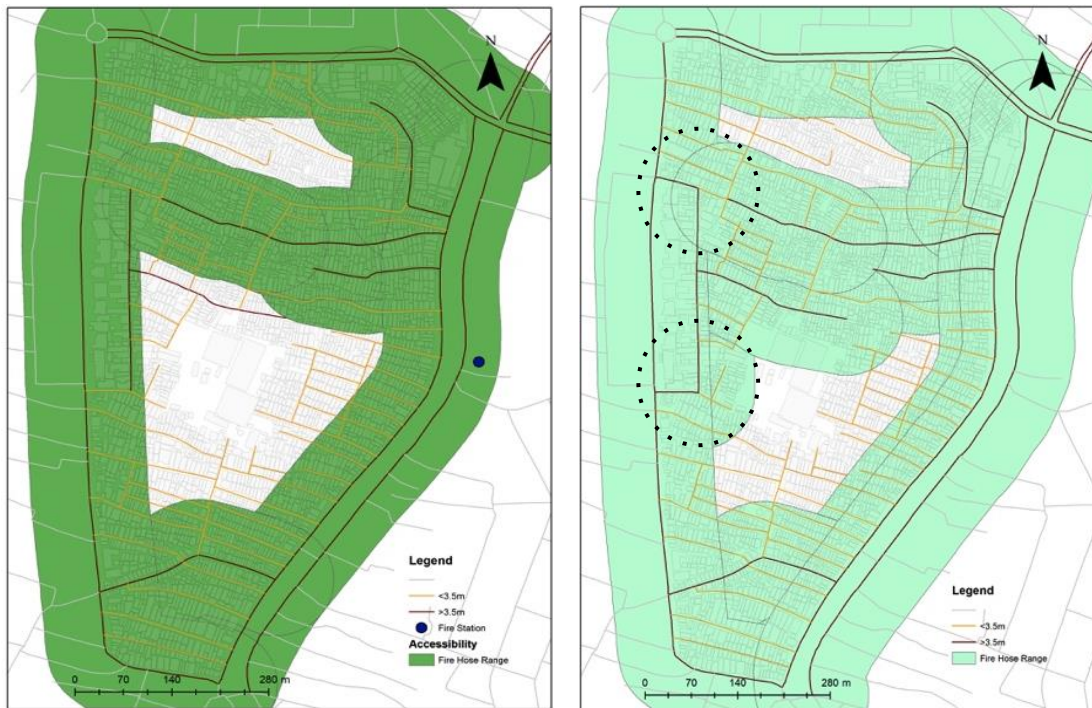 N
Legend
<3.5m
>3.5m
Fire Station
Accessibility
Fire Hose Range
0 70 140 280 m
N
Legend
<3.5m
>3.5m
Fire Hose Range
0 70 140 280 m